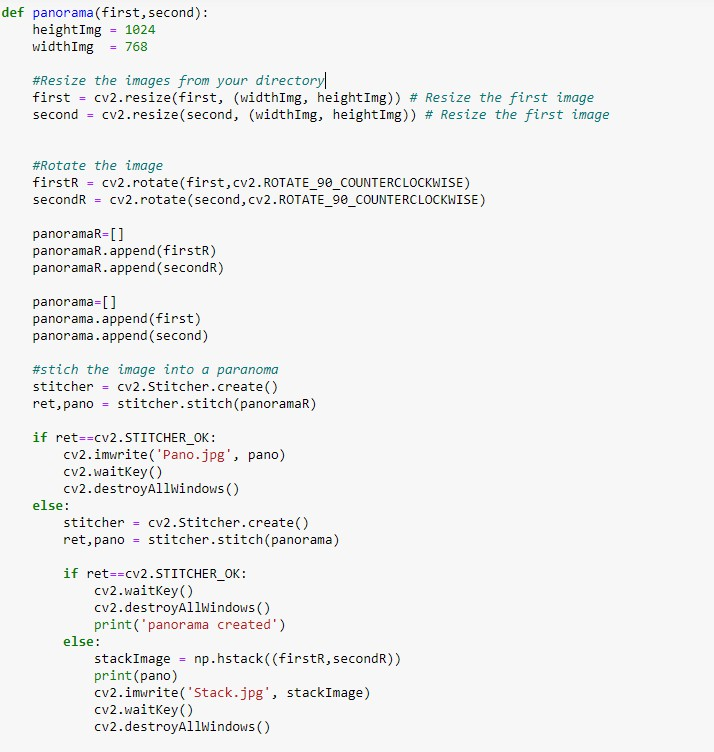 def panorama(first,second):
    heightImg = 1024
    widthImg  = 768

    #Resize the images from your directory
    first = cv2.resize(first, (widthImg, heightImg)) # Resize the first image
    second = cv2.resize(second, (widthImg, heightImg)) # Resize the first image


    #Rotate the image
    firstR = cv2.rotate(first,cv2.ROTATE_90_COUNTERCLOCKWISE)
    secondR = cv2.rotate(second,cv2.ROTATE_90_COUNTERCLOCKWISE)

    panoramaR=[]
    panoramaR.append(firstR)
    panoramaR.append(secondR)

    panorama=[]
    panorama.append(first)
    panorama.append(second)

    #stich the image into a paranoma
    stitcher = cv2.Stitcher.create()
    ret,pano = stitcher.stitch(panoramaR)

    if ret==cv2.STITCHER_OK:
        cv2.imwrite('Pano.jpg', pano)
        cv2.waitKey()
        cv2.destroyAllWindows()
    else:
        stitcher = cv2.Stitcher.create()
        ret,pano = stitcher.stitch(panorama)

        if ret==cv2.STITCHER_OK:
            cv2.waitKey()
            cv2.destroyAllWindows()
            print('panorama created')
        else:
            stackImage = np.hstack((firstR,secondR))
            print(pano)
            cv2.imwrite('Stack.jpg', stackImage)
            cv2.waitKey()
            cv2.destroyAllWindows()